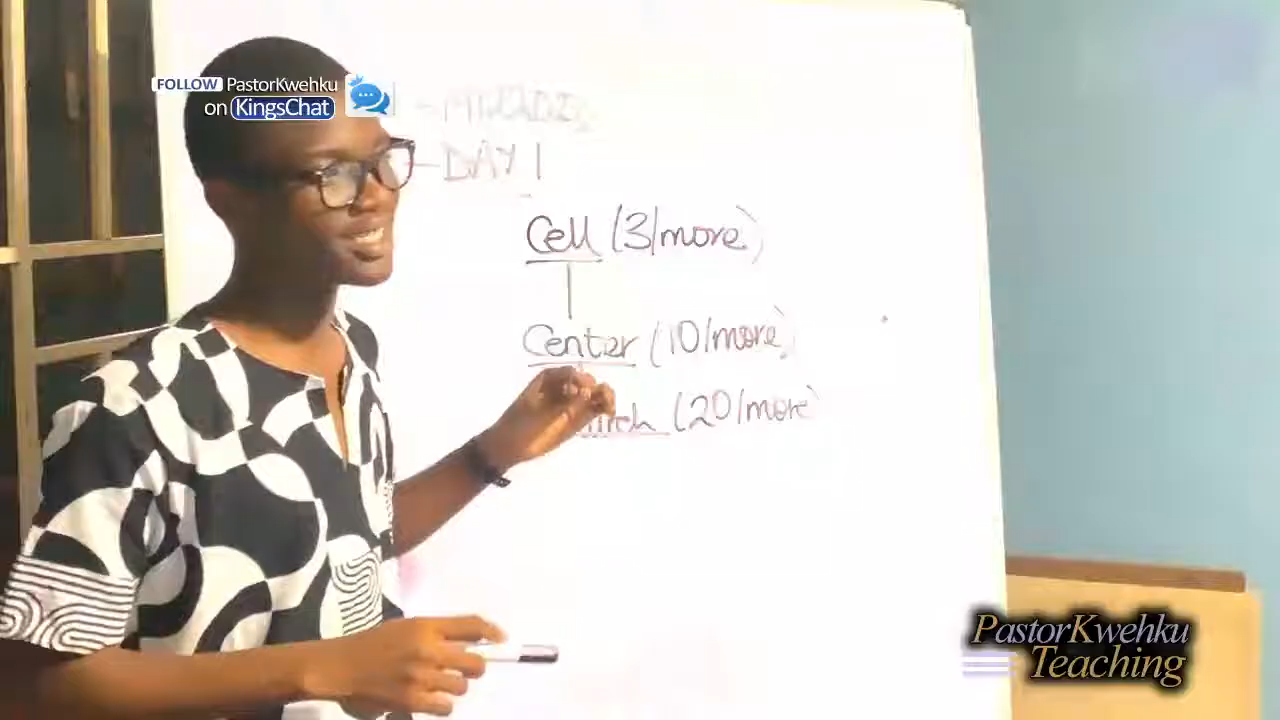 FOLLOW PastorKwehku
on KingsChat
- DAY 1
Cell (3/more)
Center (10/more)
(20/more)
PastorKwehku
Teaching